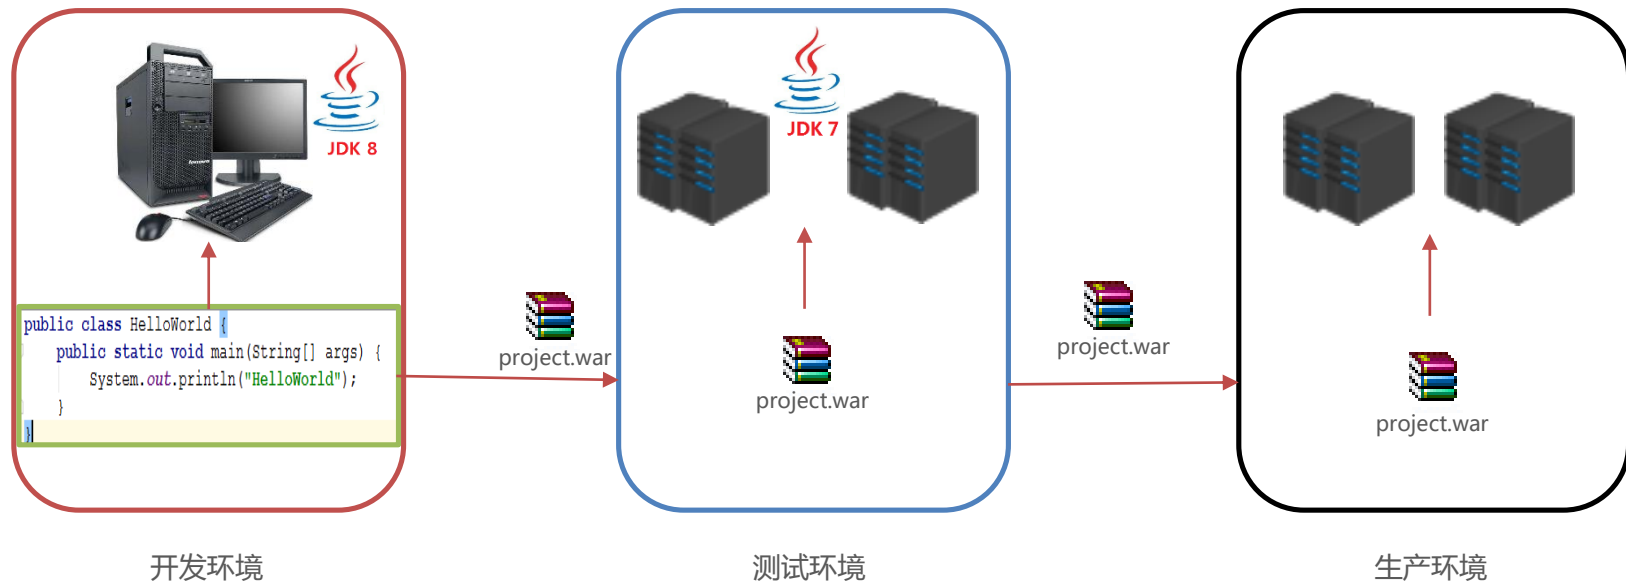 JDK 8
public class HelloWorld {
public static void main(String[] args) {
System.out.println("HelloWorld");
}
}
project.war
JDK 7
project.war
project.war
project.war
开发环境
测试环境
生产环境